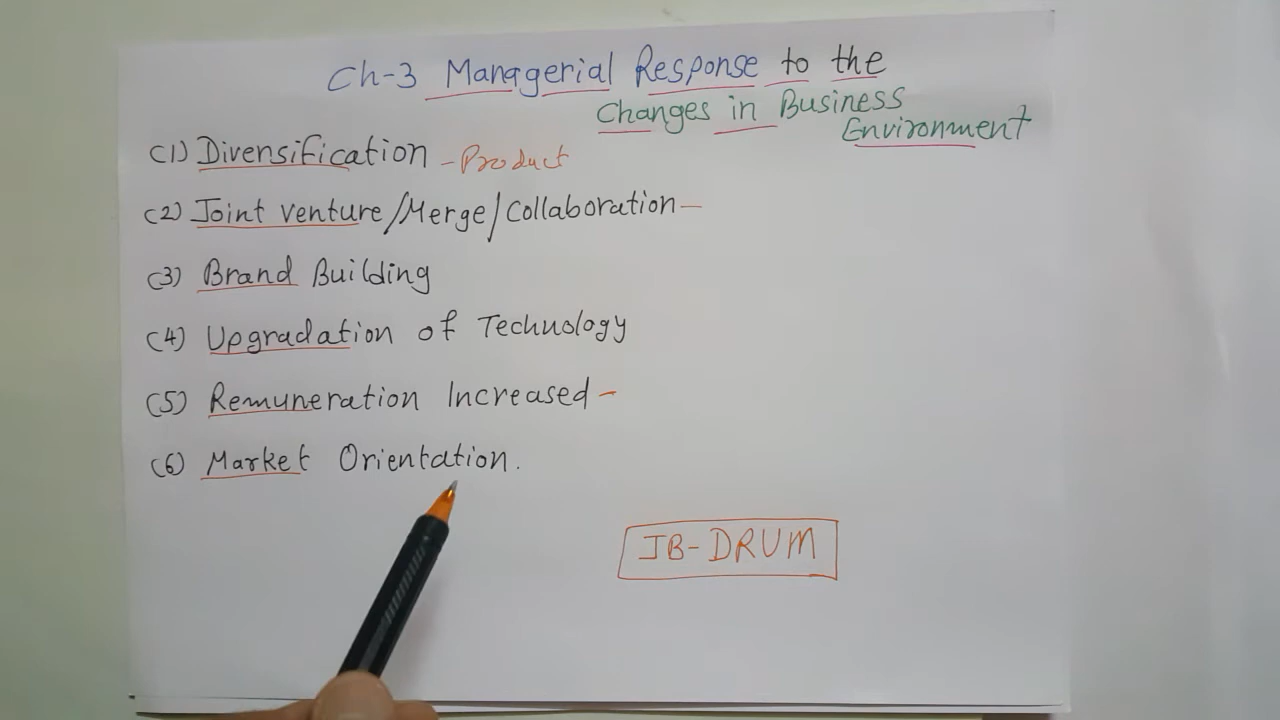 Ch-3 Managerial Response to the
Changes in Business
Environment
(1) Diversification - Product
(2) Joint venture/Merge/Collaboration -
(3) Brand Building
(4) Upgradation of Technology
(5) Remuneration Increased -
(6) Market Orientation.
JB-DRUM